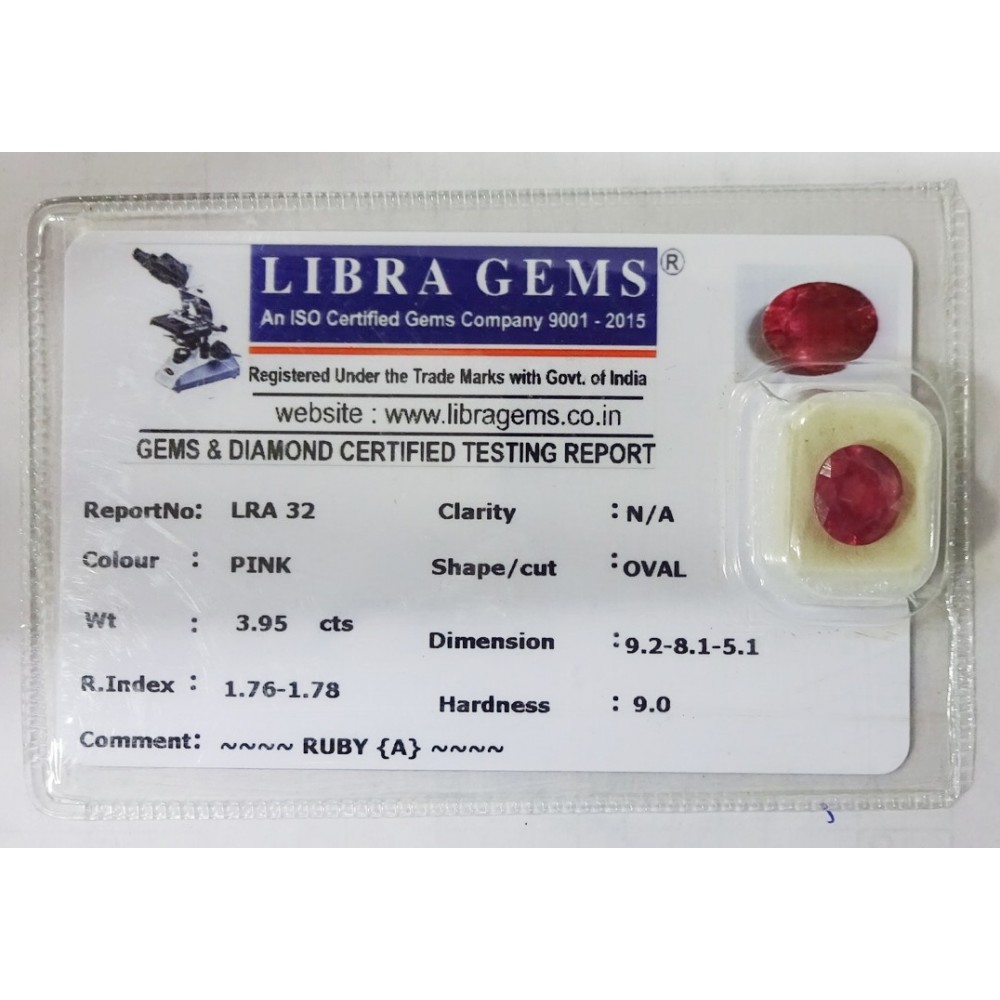 LIBRA GEMS ®
An ISO Certified Gems Company 9001 - 2015
Registered Under the Trade Marks with Govt. of India
website : www.libragems.co.in
GEMS & DIAMOND CERTIFIED TESTING REPORT
ReportNo: LRA 32 Clarity : N/A
Colour : PINK Shape/cut : OVAL
Wt : 3.95 cts Dimension : 9.2-8.1-5.1
R.Index : 1.76-1.78 Hardness : 9.0
Comment: ~~~~ RUBY {A} ~~~~